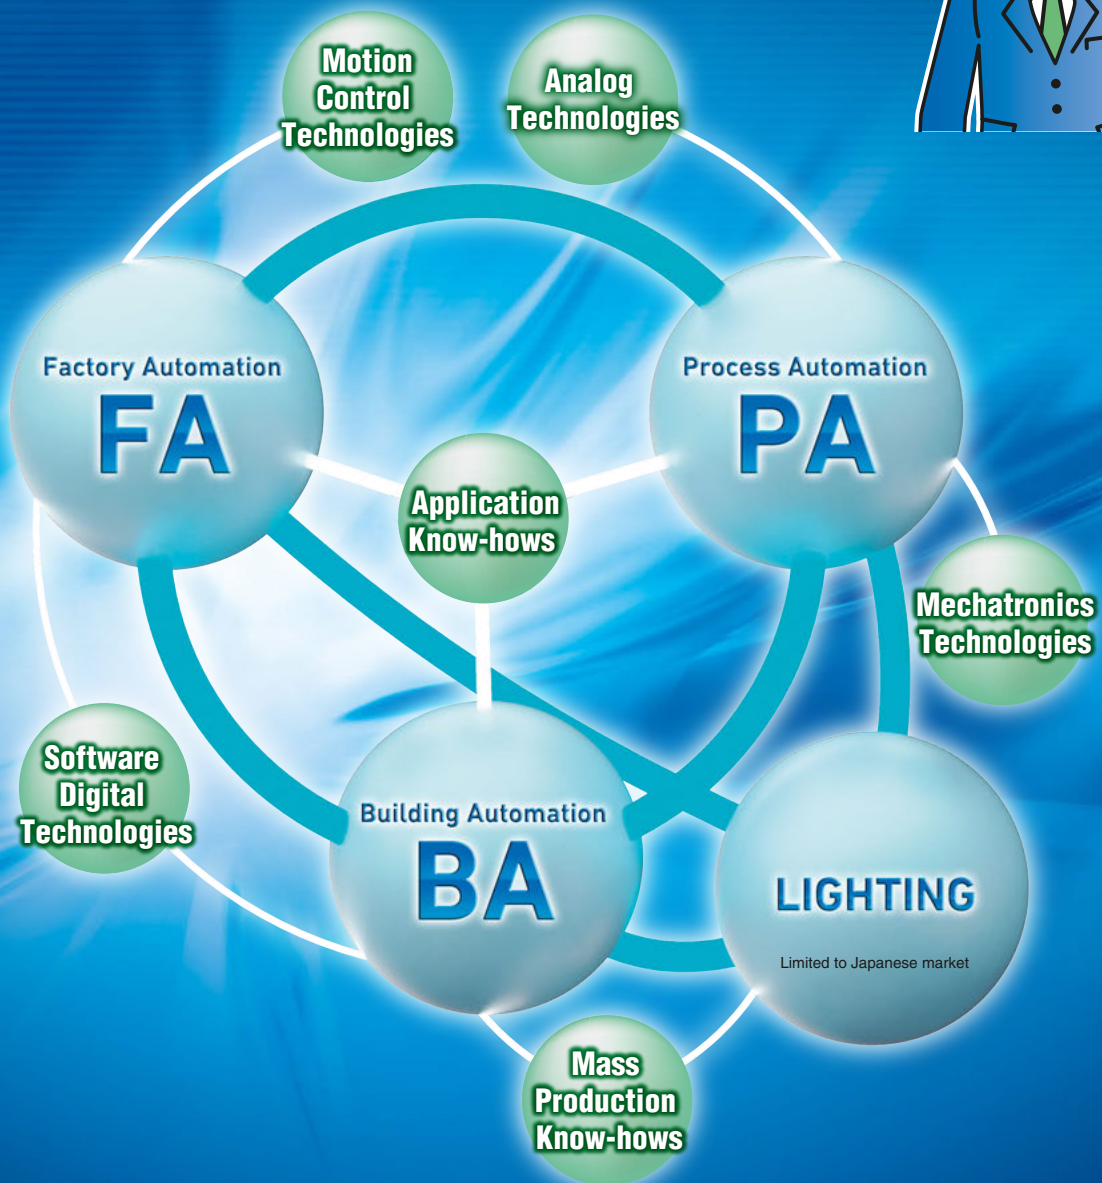 Motion
Control
Technologies
Analog
Technologies
Factory Automation
FA
Process Automation
PA
Application
Know-hows
Mechatronics
Technologies
Software
Digital
Technologies
Building Automation
BA
LIGHTING
Limited to Japanese market
Mass
Production
Know-hows